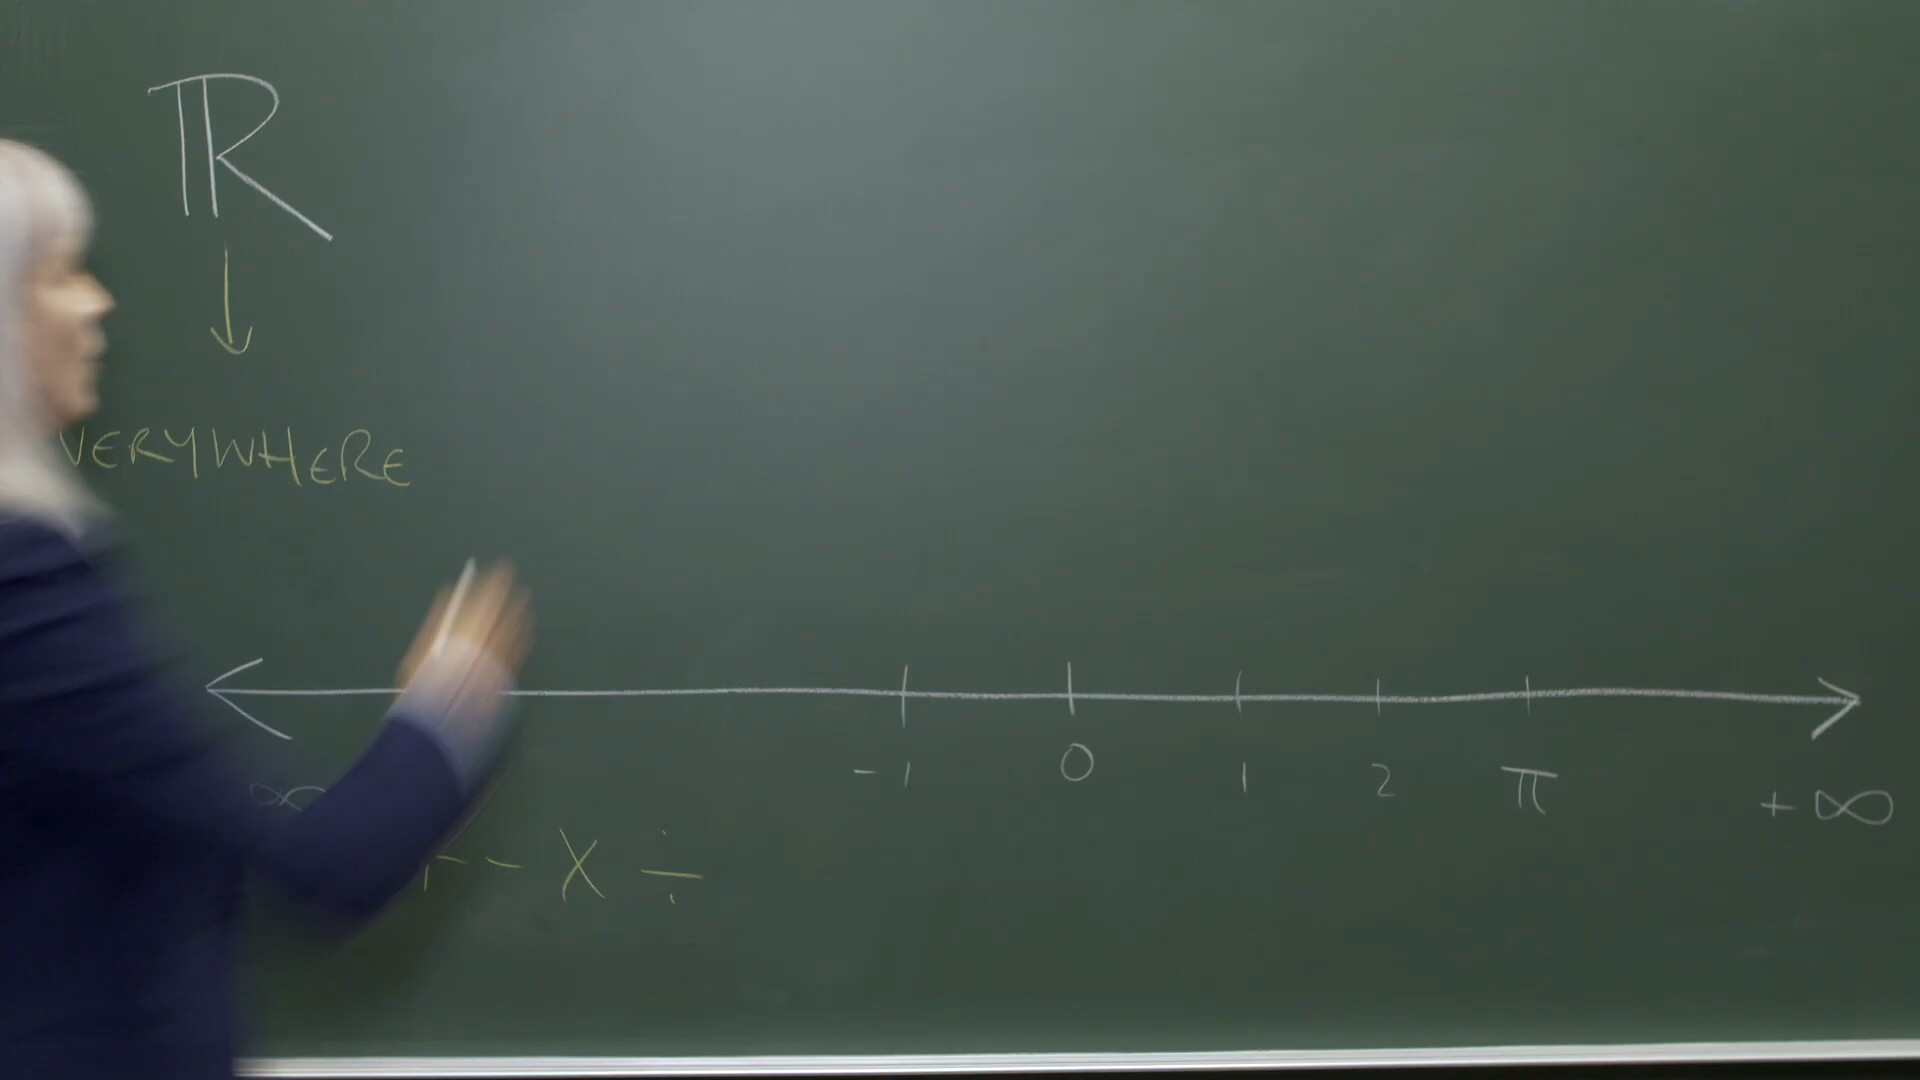 ℝ
↓
VERYWHERE
-1 0 1 2 π
∞ +∞
+ - × ÷